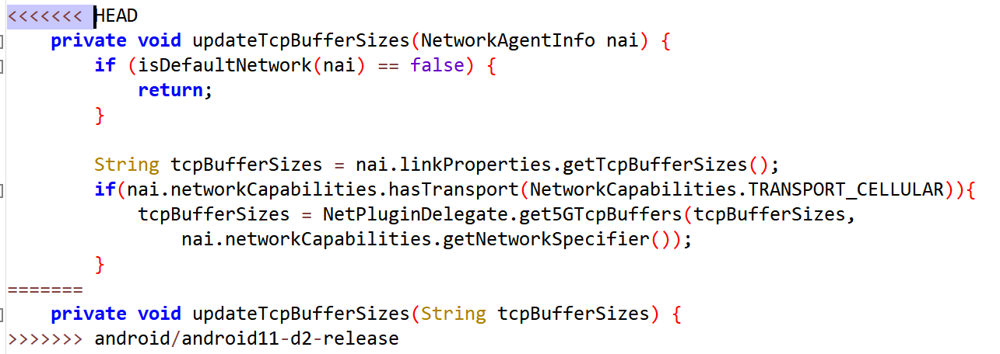 <<<<<<< HEAD
    private void updateTcpBufferSizes(NetworkAgentInfo nai) {
        if (isDefaultNetwork(nai) == false) {
            return;
        }

        String tcpBufferSizes = nai.linkProperties.getTcpBufferSizes();
        if(nai.networkCapabilities.hasTransport(NetworkCapabilities.TRANSPORT_CELLULAR)){
            tcpBufferSizes = NetPluginDelegate.get5GTcpBuffers(tcpBufferSizes,
                nai.networkCapabilities.getNetworkSpecifier());
        }
=======
    private void updateTcpBufferSizes(String tcpBufferSizes) {
>>>>>>> android/android11-d2-release